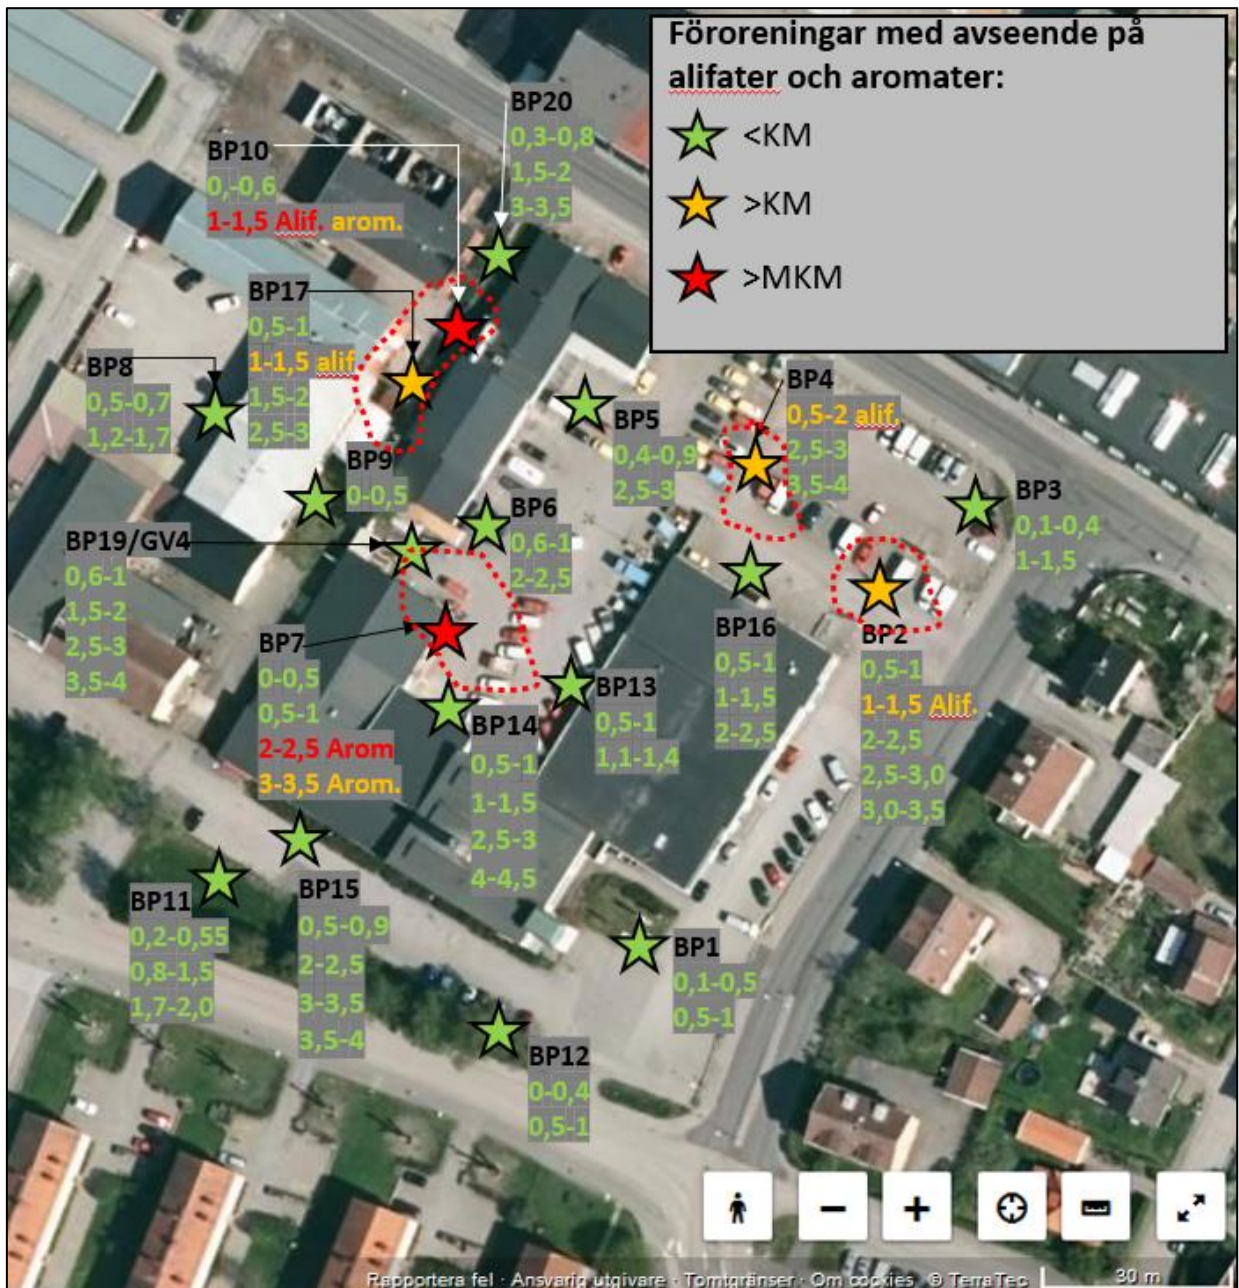 Föroreningar med avseende på
alifater och aromater:
<KM
>KM
>MKM
BP20
0,3-0,8
1,5-2
3-3,5
BP10
0,-0,6
1-1,5 Alif. arom.
BP17
0,5-1
1-1,5 alif
1,5-2
2,5-3
BP8
0,5-0,7
1,2-1,7
BP4
0,5-2 alif.
2,5-3
3,5-4
BP5
0,4-0,9
2,5-3
BP9
0-0,5
BP3
0,1-0,4
1-1,5
BP6
0,6-1
2-2,5
BP19/GV4
0,6-1
1,5-2
2,5-3
3,5-4
BP7
0-0,5
0,5-1
2-2,5 Arom
3-3,5 Arom.
BP16
0,5-1
1-1,5
2-2,5
BP2
0,5-1
1-1,5 Alif.
2-2,5
2,5-3,0
3,0-3,5
BP13
0,5-1
1,1-1,4
BP14
0,5-1
1-1,5
2,5-3
4-4,5
BP11
0,2-0,55
0,8-1,5
1,7-2,0
BP15
0,5-0,9
2-2,5
3-3,5
3,5-4
BP1
0,1-0,5
0,5-1
BP12
0-0,4
0,5-1
Rapportera fel · Ansvarig utgivare · Tomtgränser · Om cookies © TerraTec 30 m